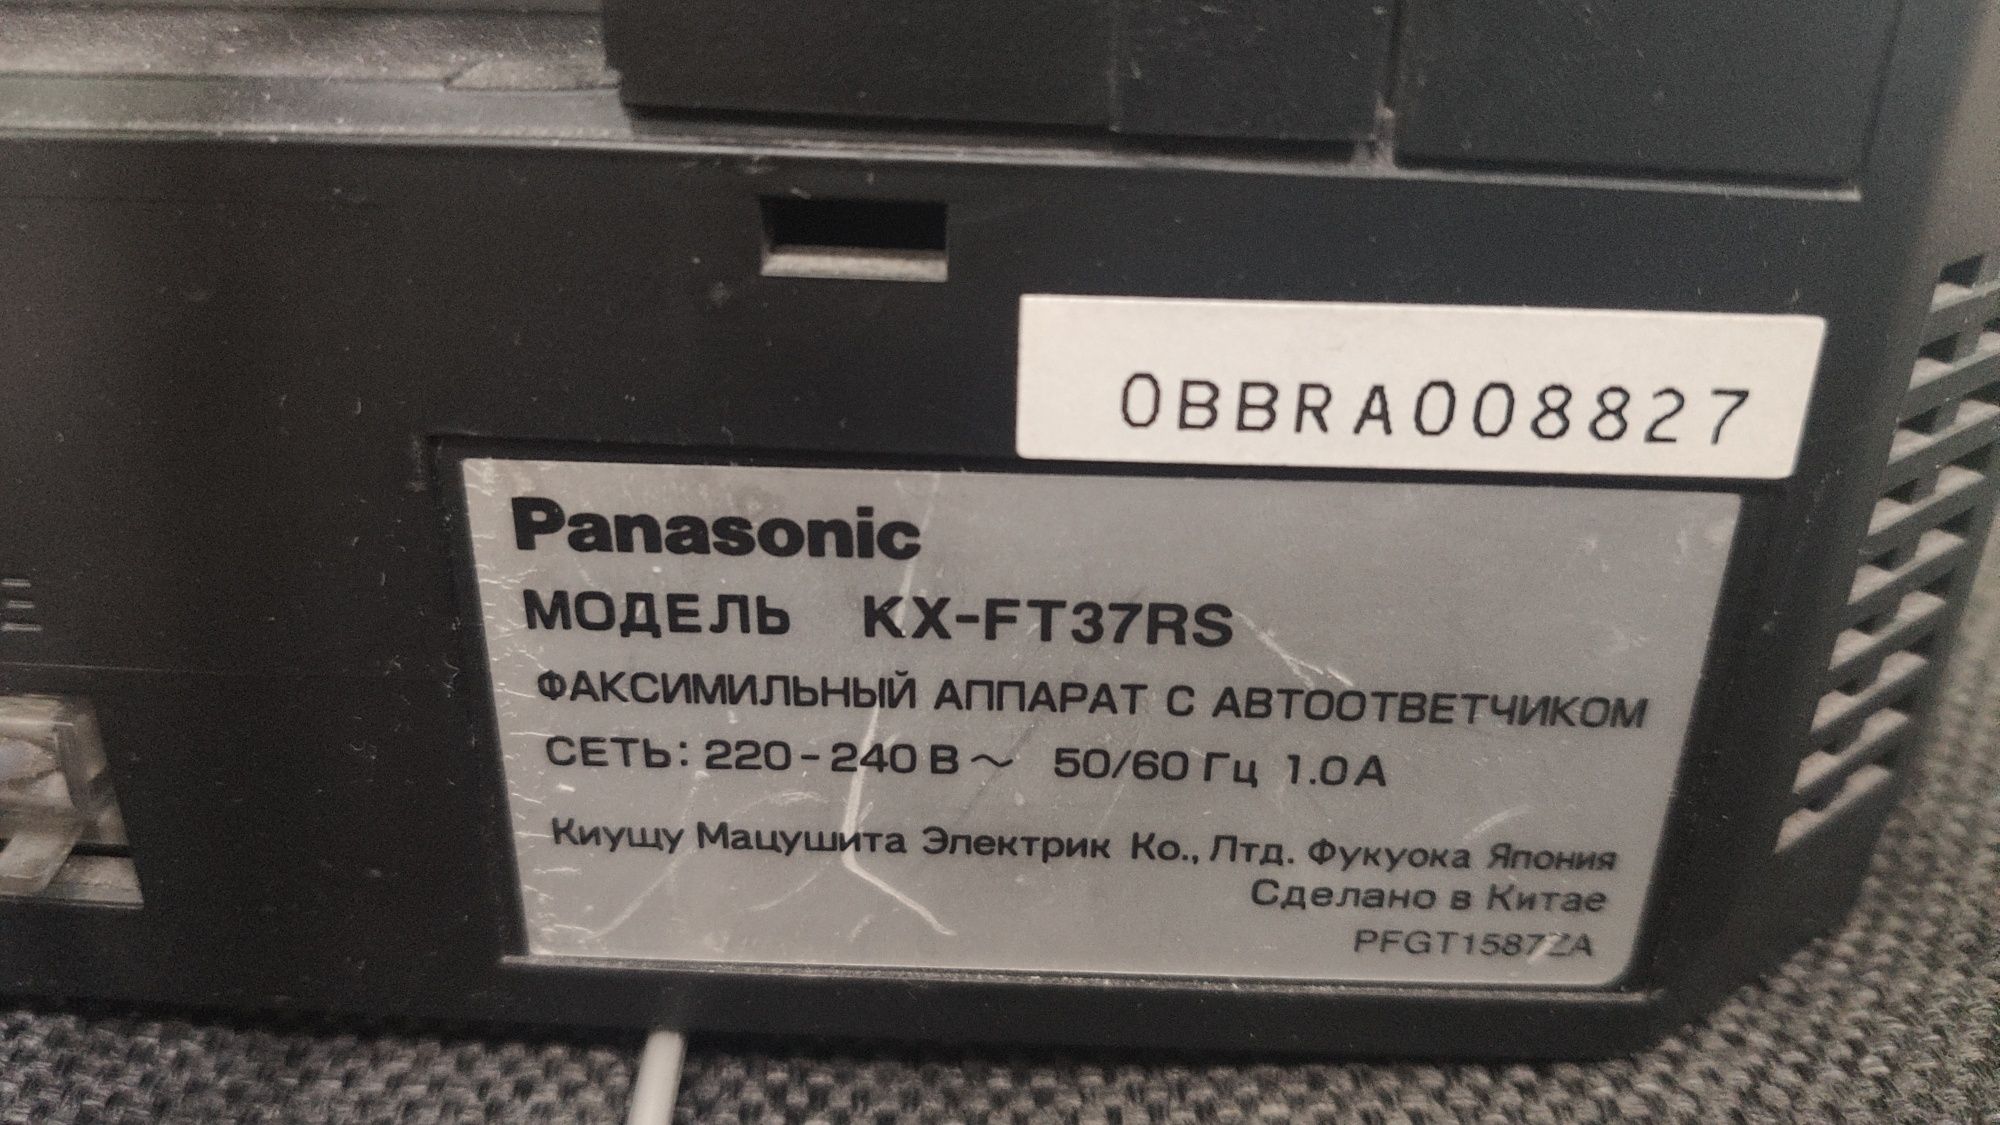 0BBRA008827
Panasonic
МОДЕЛЬ KX-FT37RS
ФАКСИМИЛЬНЫЙ АППАРАТ С АВТООТВЕТЧИКОМ
СЕТЬ: 220-240 В ~ 50/60 Гц 1.0 А
Киущу Мацушита Электрик Ко., Лтд. Фукуока Япония
Сделано в Китае
PFGT1587ZA